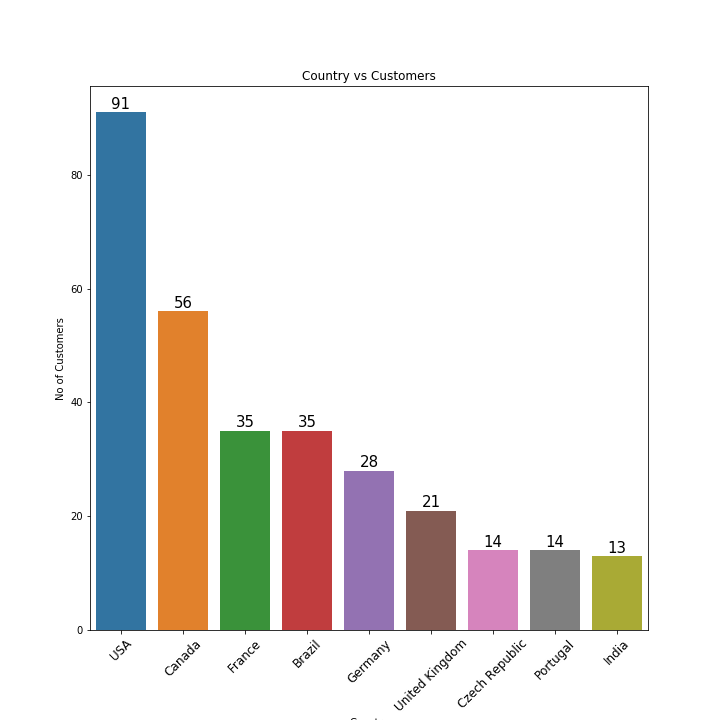 Country vs Customers
91
56
35
35
28
21
14
14
13
80
60
40
20
0
No of Customers
USA
Canada
France
Brazil
Germany
United Kingdom
Czech Republic
Portugal
India